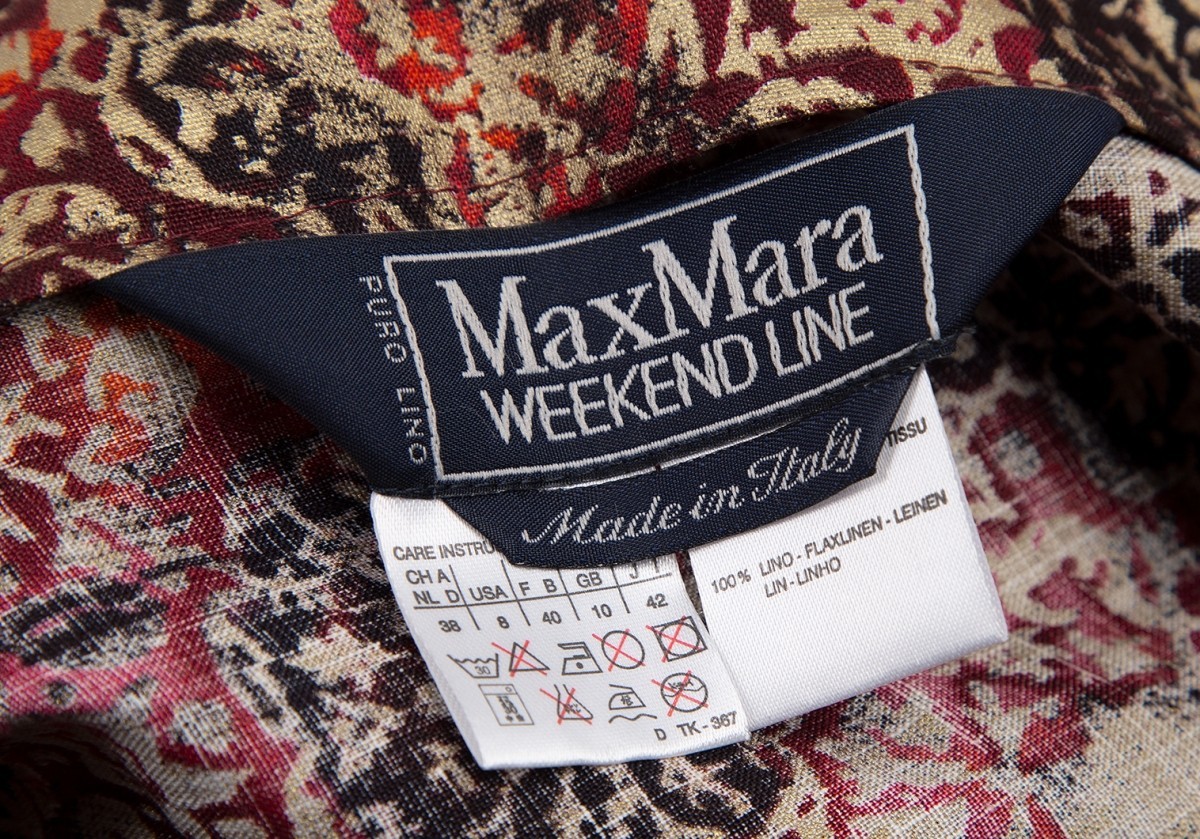 PURO LINO
MaxMara
WEEKEND LINE
Made in Italy
CARE INSTRU
CH A USA F B GB J I
NL D
38 8 40 10 42
30
D TK-367
TISSU
100% LINO - FLAXLINEN - LEINEN
LIN - LINHO